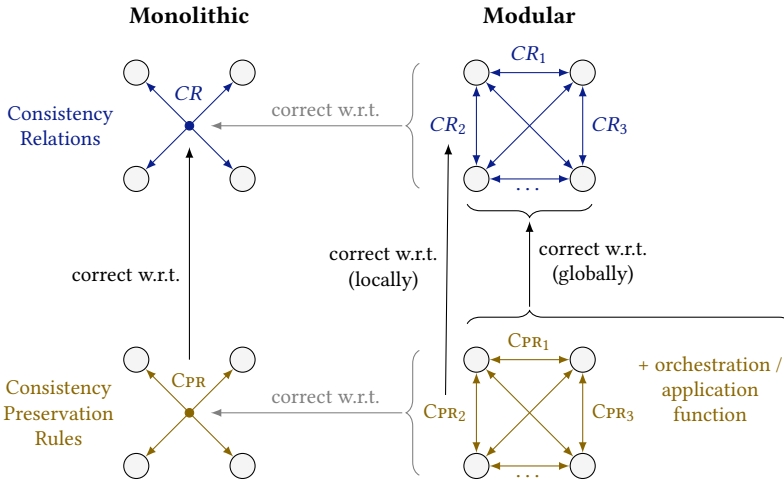 Monolithic
Modular
CR
CR₁
CR₂
CR₃
...
Consistency
Relations
correct w.r.t.
correct w.r.t.
correct w.r.t.
(locally)
correct w.r.t.
(globally)
Consistency
Preservation
Rules
CPR
correct w.r.t.
CPR₁
CPR₂
CPR₃
...
+ orchestration /
application
function